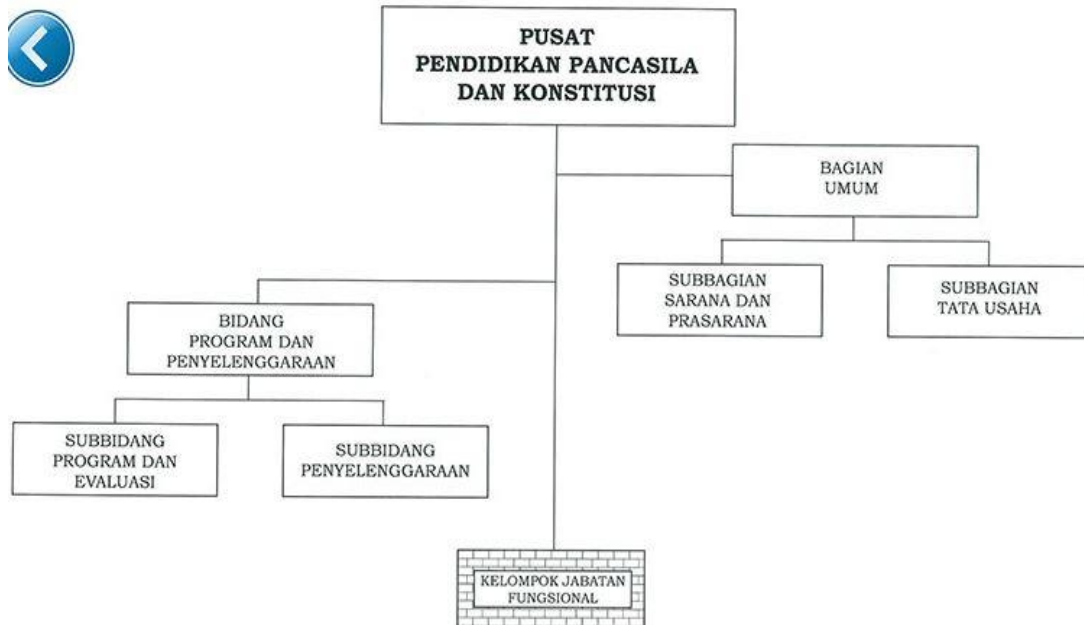 PUSAT
PENDIDIKAN PANCASILA
DAN KONSTITUSI
BAGIAN
UMUM
SUBBAGIAN
SARANA DAN
PRASARANA
SUBBAGIAN
TATA USAHA
BIDANG
PROGRAM DAN
PENYELENGGARAAN
SUBBIDANG
PROGRAM DAN
EVALUASI
SUBBIDANG
PENYELENGGARAAN
KELOMPOK JABATAN
FUNGSIONAL